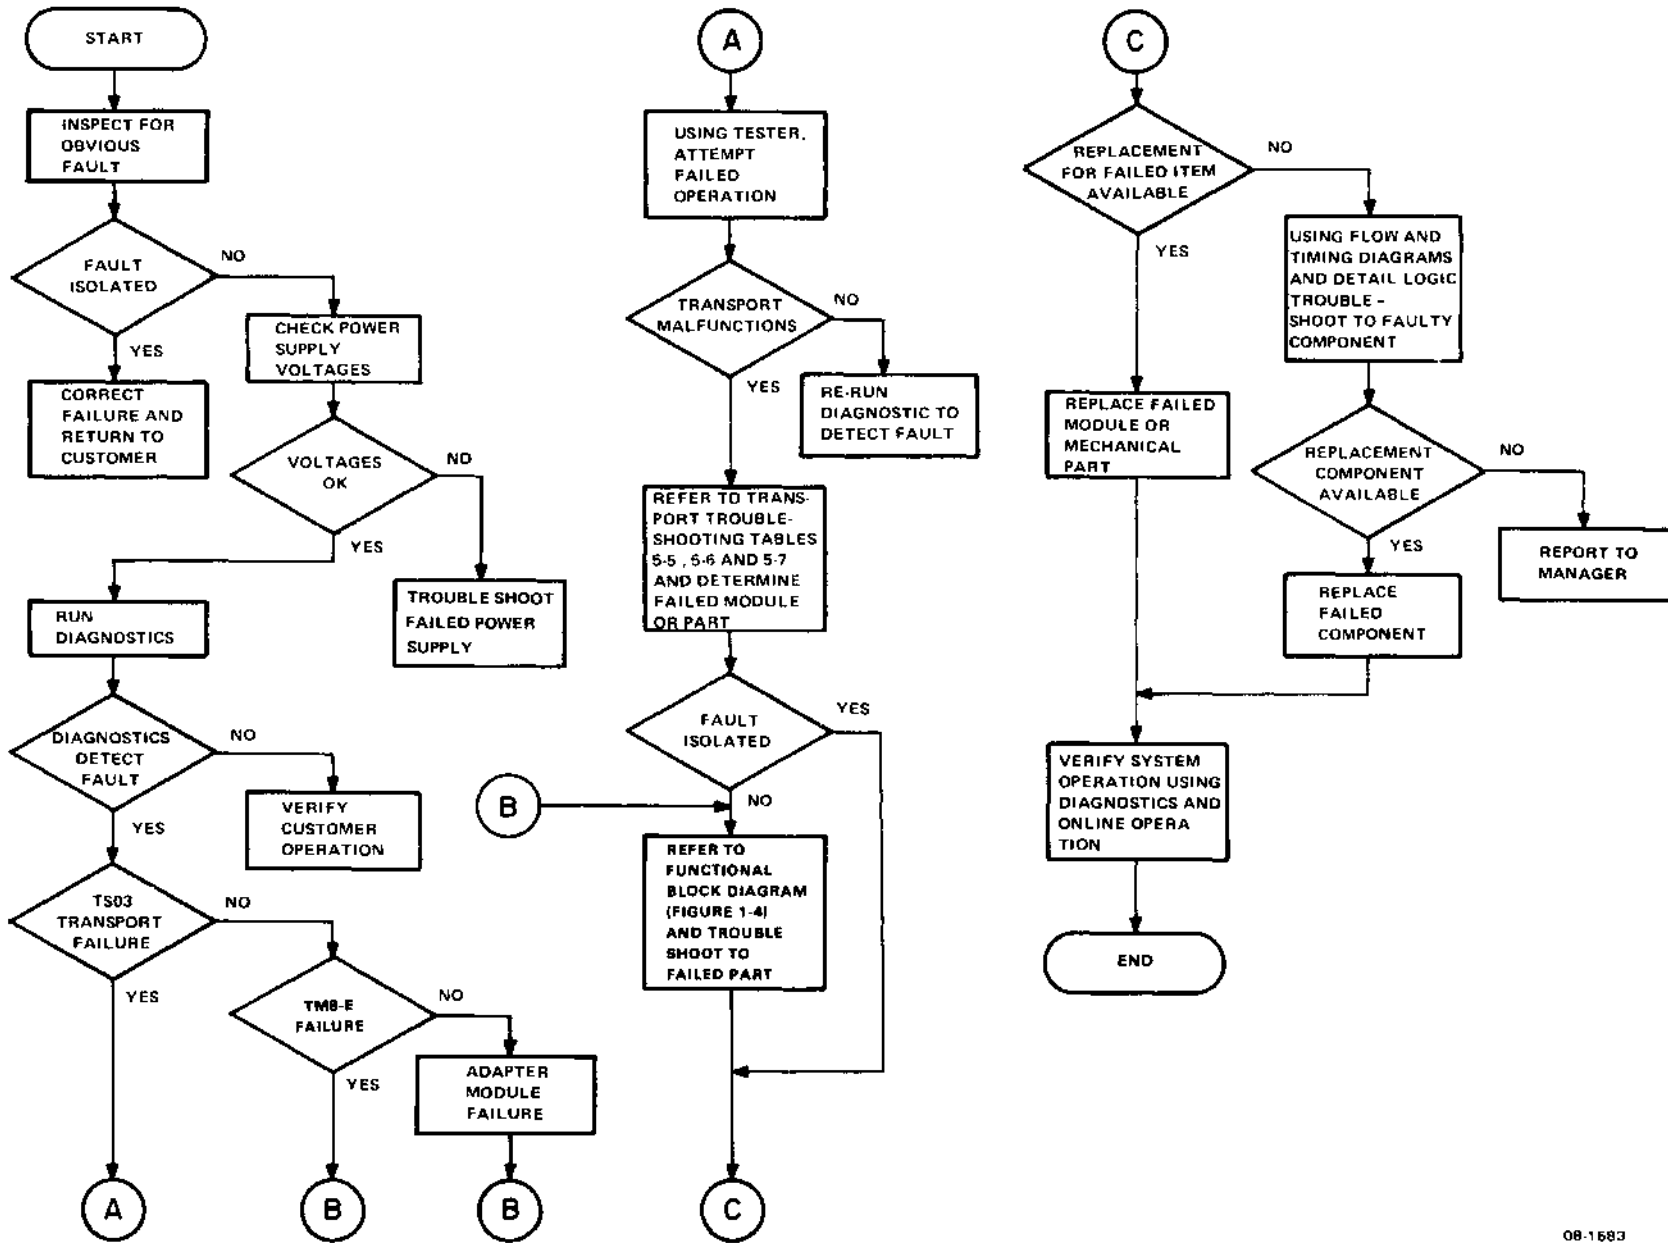 START
INSPECT FOR
OBVIOUS
FAULT
FAULT
ISOLATED
NO
YES
CORRECT
FAILURE AND
RETURN TO
CUSTOMER
CHECK POWER
SUPPLY
VOLTAGES
VOLTAGES
OK
NO
YES
TROUBLE SHOOT
FAILED POWER
SUPPLY
RUN
DIAGNOSTICS
DIAGNOSTICS
DETECT
FAULT
NO
YES
VERIFY
CUSTOMER
OPERATION
TS03
TRANSPORT
FAILURE
NO
YES
TM8-E
FAILURE
NO
YES
ADAPTER
MODULE
FAILURE
A
B
B
A
USING TESTER,
ATTEMPT
FAILED
OPERATION
TRANSPORT
MALFUNCTIONS
NO
YES
RE-RUN
DIAGNOSTIC TO
DETECT FAULT
REFER TO TRANS-
PORT TROUBLE-
SHOOTING TABLES
5-5, 5-6 AND 5-7
AND DETERMINE
FAILED MODULE
OR PART
FAULT
ISOLATED
YES
NO
B
REFER TO
FUNCTIONAL
BLOCK DIAGRAM
(FIGURE 1-4)
AND TROUBLE
SHOOT TO
FAILED PART
C
C
REPLACEMENT
FOR FAILED ITEM
AVAILABLE
NO
YES
USING FLOW AND
TIMING DIAGRAMS
AND DETAIL LOGIC
TROUBLE -
SHOOT TO FAULTY
COMPONENT
REPLACE FAILED
MODULE OR
MECHANICAL
PART
REPLACEMENT
COMPONENT
AVAILABLE
NO
YES
REPORT TO
MANAGER
REPLACE
FAILED
COMPONENT
VERIFY SYSTEM
OPERATION USING
DIAGNOSTICS AND
ONLINE OPERA
TION
END
08-1683